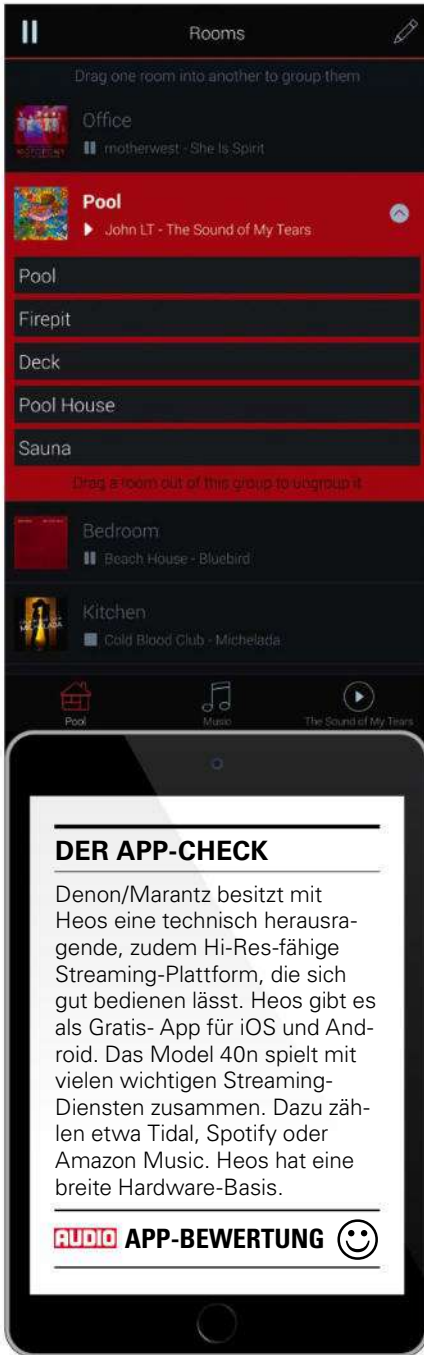 Rooms
Drag one room into another to group them
Office
motherwest - She Is Spirit
Pool
John LT - The Sound of My Tears
Pool
Firepit
Deck
Pool House
Sauna
Drag a room out of this group to ungroup it
Bedroom
Beach House - Bluebird
Kitchen
Cold Blood Club - Michelada
Pool
Music
The Sound of My Tears
DER APP-CHECK
Denon/Marantz besitzt mit
Heos eine technisch herausra-
gende, zudem Hi-Res-fähige
Streaming-Plattform, die sich
gut bedienen lässt. Heos gibt es
als Gratis- App für iOS und And-
roid. Das Model 40n spielt mit
vielen wichtigen Streaming-
Diensten zusammen. Dazu zäh-
len etwa Tidal, Spotify oder
Amazon Music. Heos hat eine
breite Hardware-Basis.
AUDIO APP-BEWERTUNG